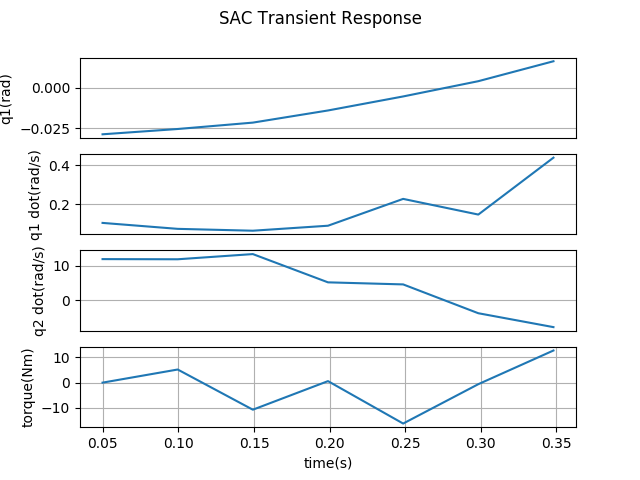 SAC Transient Response
q1(rad)
0.000
−0.025
q1 dot(rad/s)
0.4
0.2
q2 dot(rad/s)
10
0
torque(Nm)
10
0
−10
0.05 0.10 0.15 0.20 0.25 0.30 0.35
time(s)